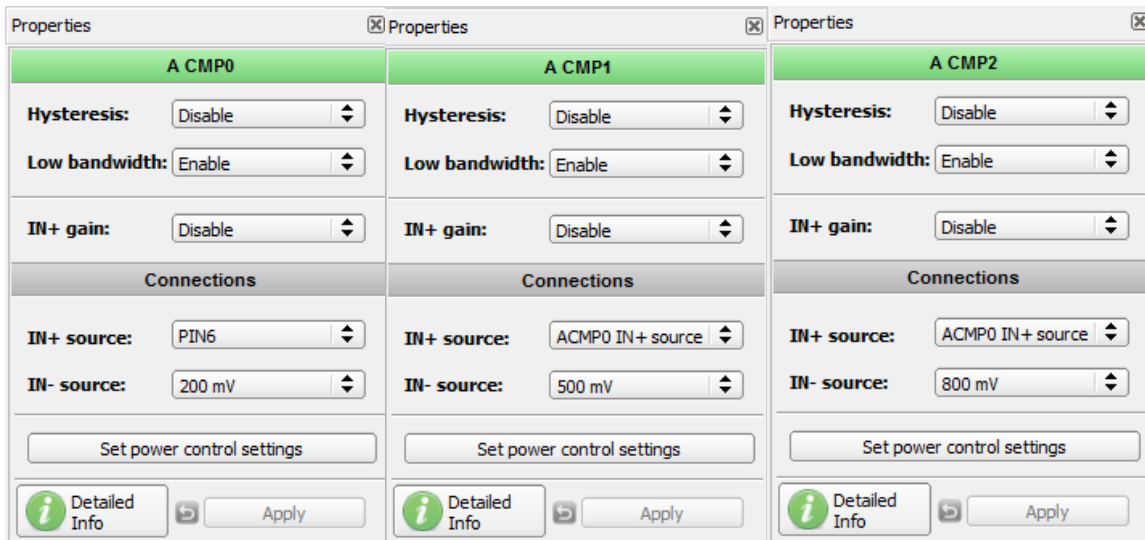 Properties
A CMP0
Hysteresis: Disable
Low bandwidth: Enable
IN+ gain: Disable
Connections
IN+ source: PIN6
IN- source: 200 mV
Set power control settings
Detailed
Info
Apply
Properties
A CMP1
Hysteresis: Disable
Low bandwidth: Enable
IN+ gain: Disable
Connections
IN+ source: ACMP0 IN+ source
IN- source: 500 mV
Set power control settings
Detailed
Info
Apply
Properties
A CMP2
Hysteresis: Disable
Low bandwidth: Enable
IN+ gain: Disable
Connections
IN+ source: ACMP0 IN+ source
IN- source: 800 mV
Set power control settings
Detailed
Info
Apply